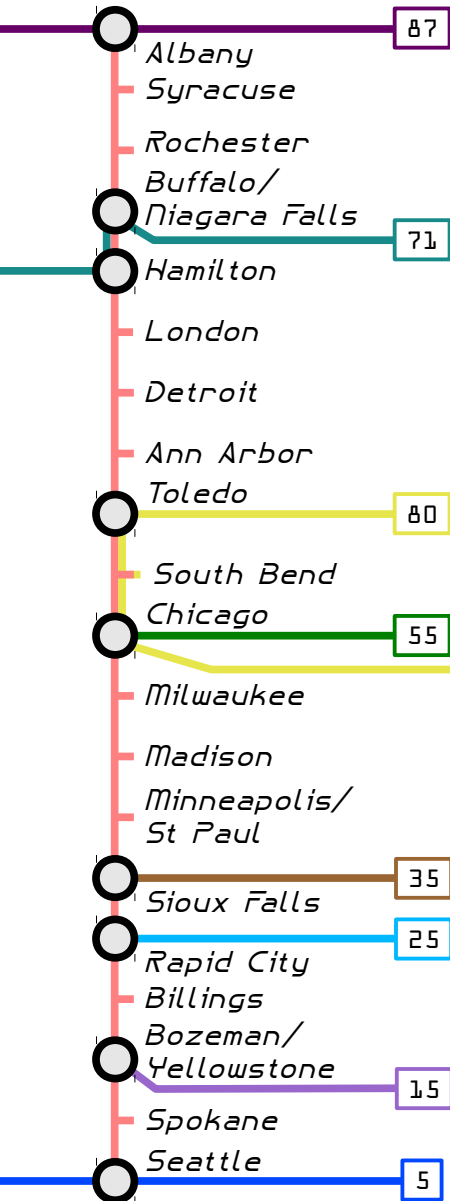 87
Albany
Syracuse
Rochester
Buffalo/
Niagara Falls
71
Hamilton
London
Detroit
Ann Arbor
Toledo
80
South Bend
Chicago
55
Milwaukee
Madison
Minneapolis/
St Paul
35
Sioux Falls
25
Rapid City
Billings
Bozeman/
Yellowstone
15
Spokane
Seattle
5